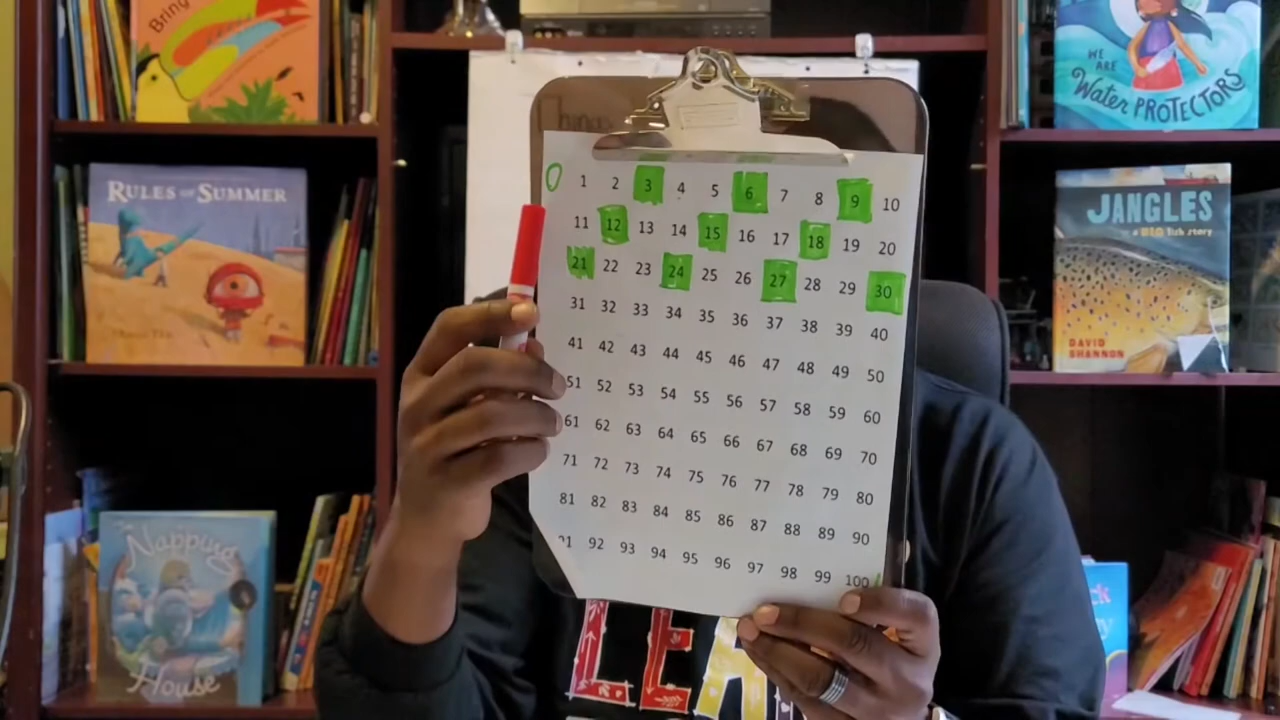 Bring
RULES OF SUMMER
The Napping
House
0 1 2 3 4 5 6 7 8 9 10
11 12 13 14 15 16 17 18 19 20
21 22 23 24 25 26 27 28 29 30
31 32 33 34 35 36 37 38 39 40
41 42 43 44 45 46 47 48 49 50
51 52 53 54 55 56 57 58 59 60
61 62 63 64 65 66 67 68 69 70
71 72 73 74 75 76 77 78 79 80
81 82 83 84 85 86 87 88 89 90
91 92 93 94 95 96 97 98 99 100
LEA
WE ARE
Water PROTECTORS
JANGLES
a BIG fish story
DAVID
SHANNON